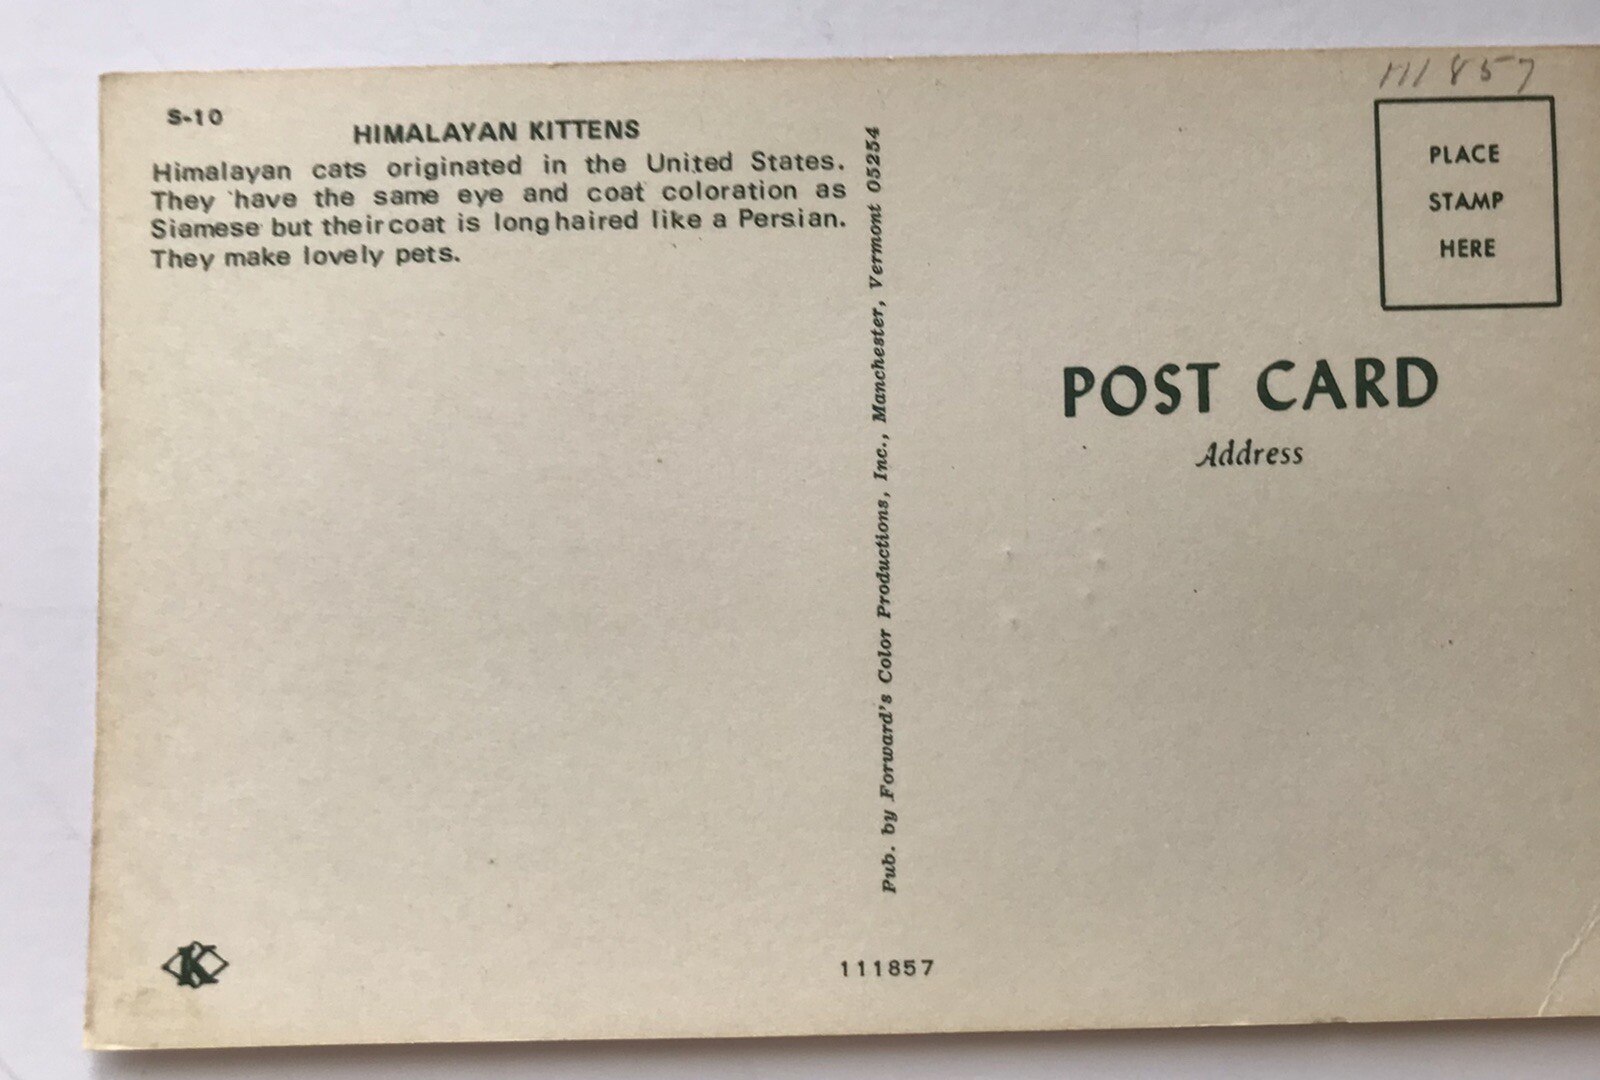 S-10
HIMALAYAN KITTENS
Himalayan cats originated in the United States.
They have the same eye and coat coloration as
Siamese but their coat is long haired like a Persian.
They make lovely pets.
K
Pub. by Forward's Color Productions, Inc., Manchester, Vermont 05254
111857
111857
PLACE
STAMP
HERE
POST CARD
Address